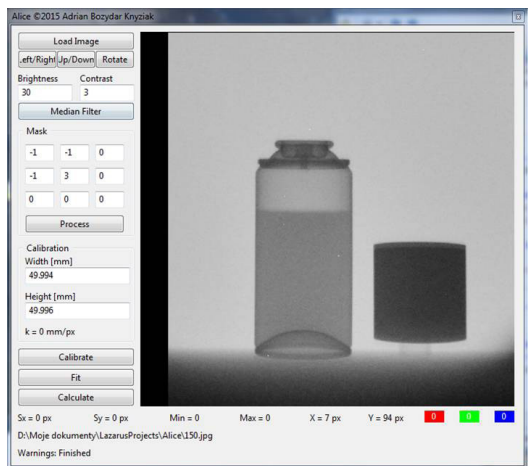 Alice ©2015 Adrian Bozydar Knyziak
Load Image
.eft/Right Jp/Down Rotate
Brightness Contrast
30 3
Median Filter
Mask
-1 -1 0
-1 3 0
0 0 0
Process
Calibration
Width [mm]
49.994
Height [mm]
49.996
k = 0 mm/px
Calibrate
Fit
Calculate
Sx = 0 px Sy = 0 px Min = 0 Max = 0 X = 7 px Y = 94 px 0 0 0
D:\Moje dokumenty\LazarusProjects\Alice\150.jpg
Warnings: Finished